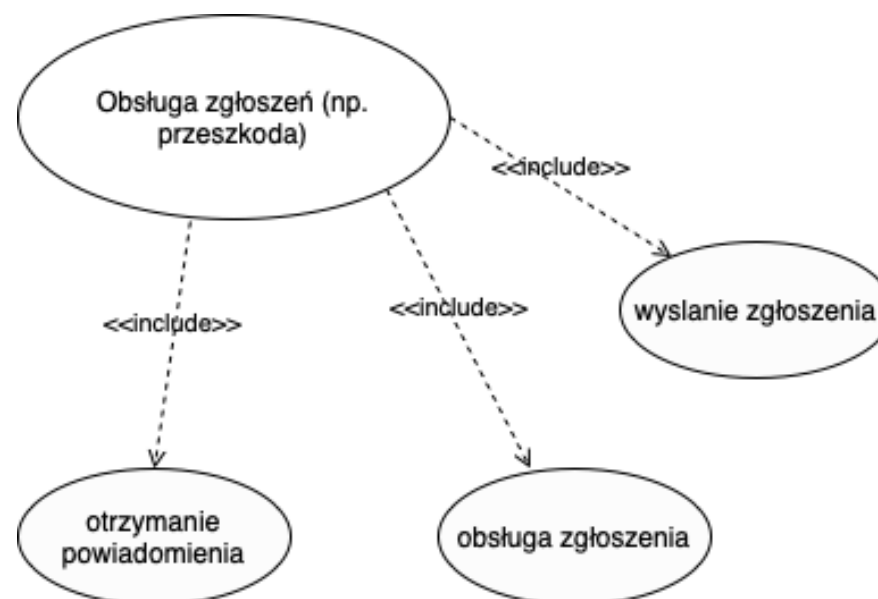 Obsługa zgłoszeń (np.
przeszkoda)
<<include>>
wyslanie zgłoszenia
<<include>>
<<include>>
otrzymanie
powiadomienia
obsługa zgłoszenia